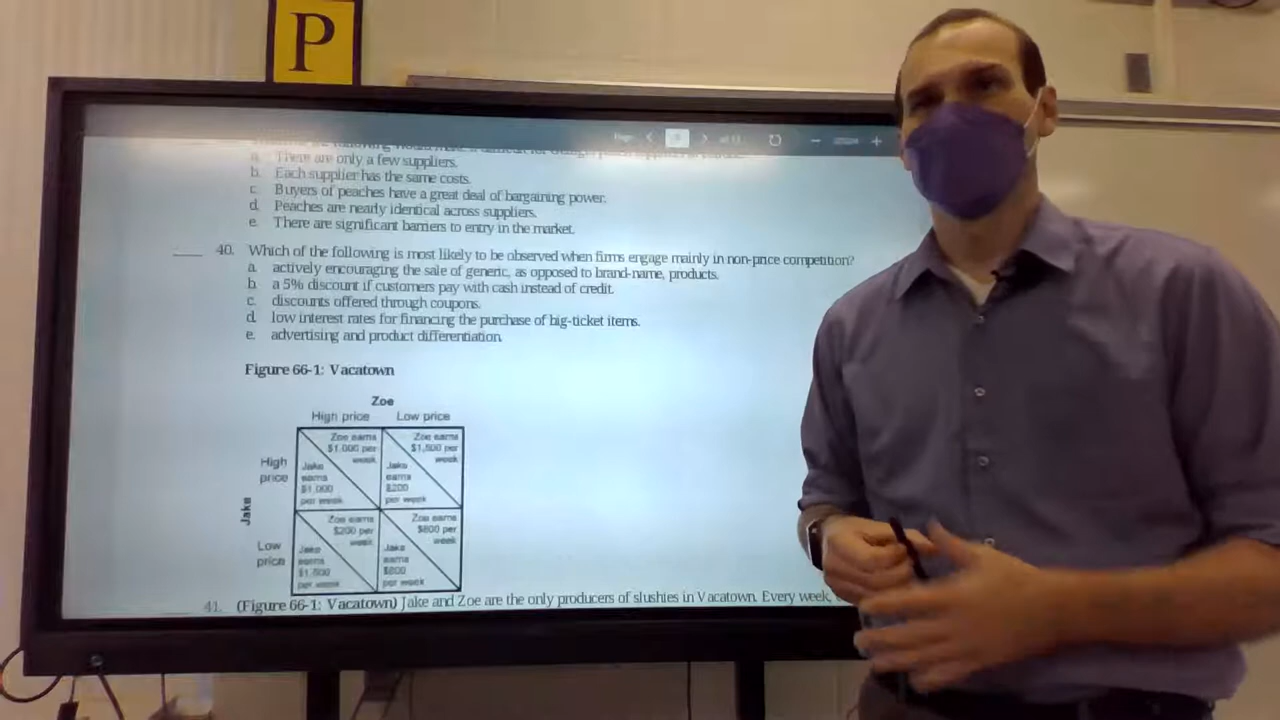 P
Page
a. There are only a few suppliers.
b. Each supplier has the same costs.
c. Buyers of peaches have a great deal of bargaining power.
d. Peaches are nearly identical across suppliers.
e. There are significant barriers to entry in the market.
40. Which of the following is most likely to be observed when firms engage mainly in non-price competition?
a. actively encouraging the sale of generic, as opposed to brand-name, products.
b. a 5% discount if customers pay with cash instead of credit.
c. discounts offered through coupons.
d. low interest rates for financing the purchase of big-ticket items.
e. advertising and product differentiation.
Figure 66-1: Vacatown
Zoe
High price Low price
Jake
High price
Zoe earns $1,000 per week
Jake earns $1,000 per week
Zoe earns $1,500 per week
Jake earns $200 per week
Low price
Zoe earns $200 per week
Jake earns $1,500 per week
Zoe earns $800 per week
Jake earns $800 per week
41. (Figure 66-1: Vacatown) Jake and Zoe are the only producers of slushies in Vacatown. Every week,